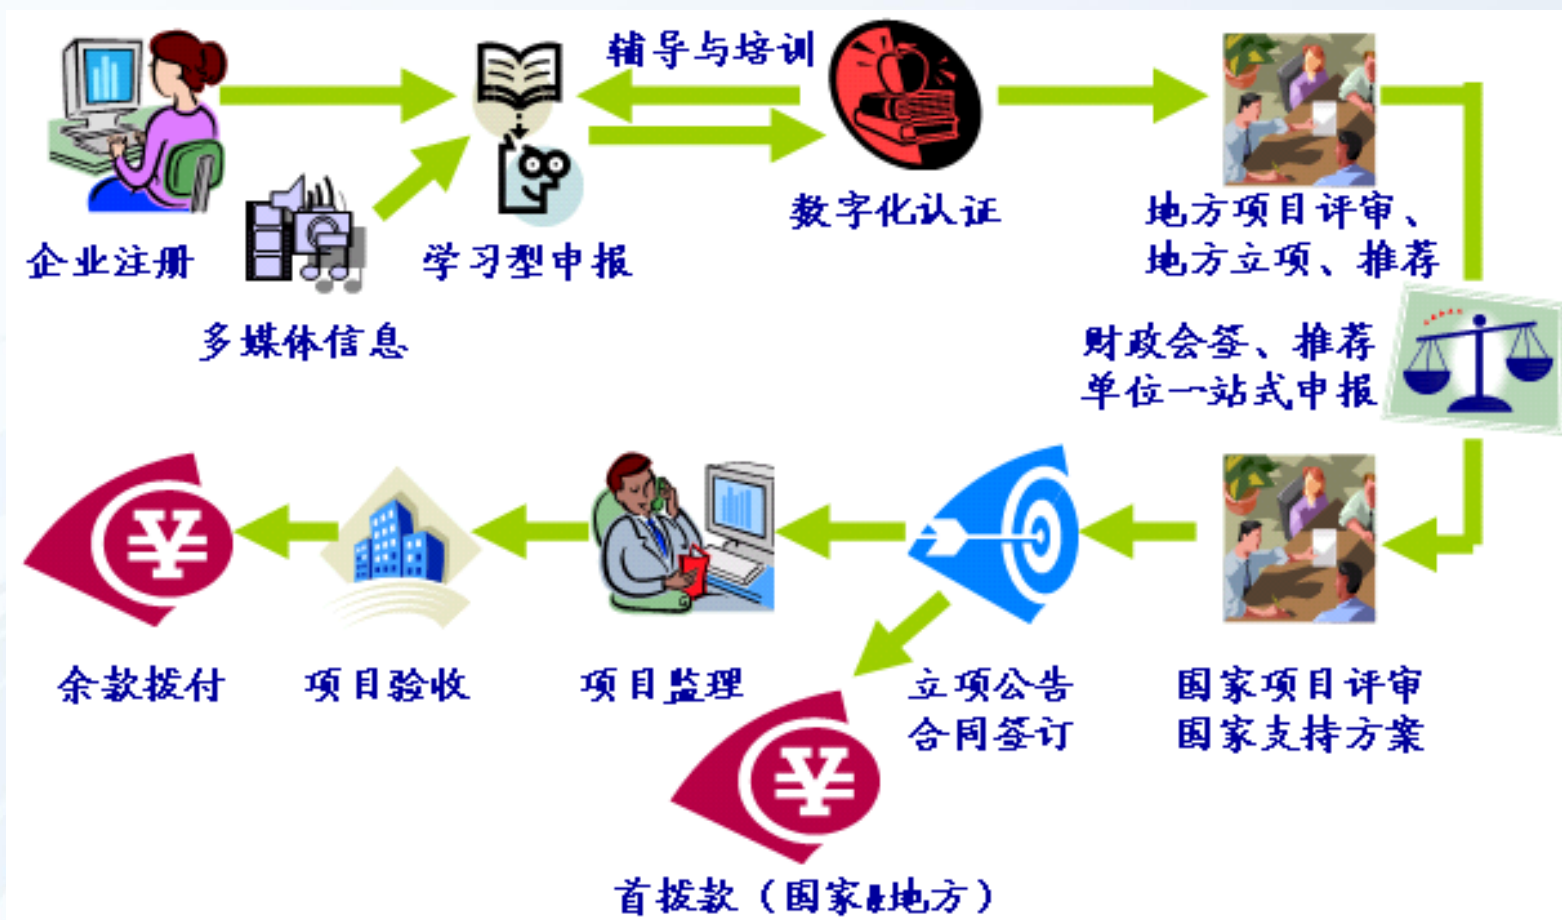 辅导与培训
企业注册
多媒体信息
学习型申报
数字化认证
地方项目评审、
地方立项、推荐
财政会签、推荐
单位一站式申报
国家项目评审
国家支持方案
立项公告
合同签订
首拨款（国家&地方）
项目监理
项目验收
余款拨付